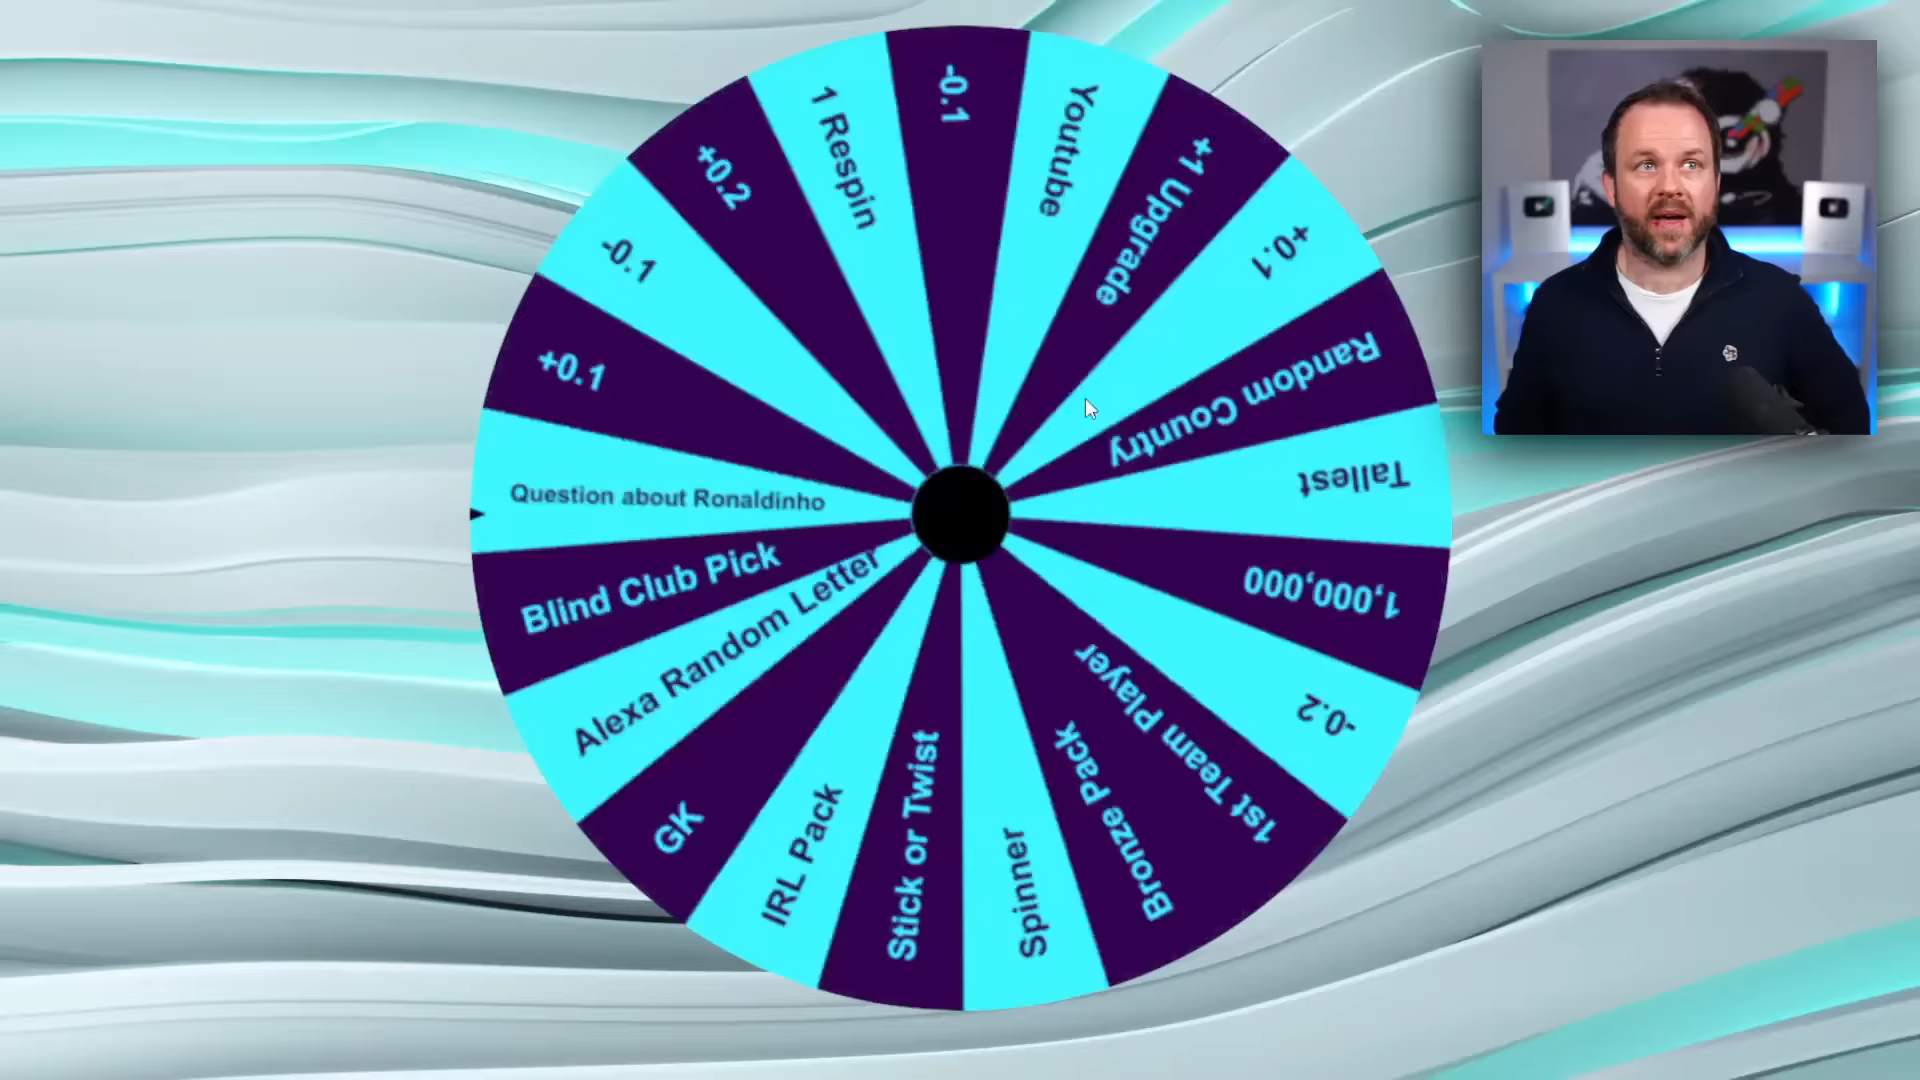 -0.1
Youtube
+1 Upgrade
+0.1
Random Country
Tallest
1,000,000
-0.2
1st Team Player
Bronze Pack
Spinner
Stick or Twist
IRL Pack
GK
Alexa Random Letter
Blind Club Pick
Question about Ronaldinho
+0.1
-0.1
+0.2
1 Respin